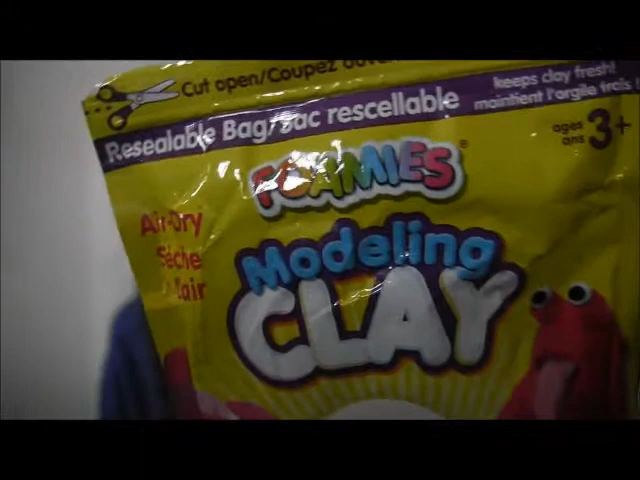 Cut open/Coupez
Resealable Bag/Sac rescellable
keeps clay fresh!
maintient l'argile frais!
ages
ans 3+
FOAMIES®
Air-Dry
Sèche
l'air
Modeling
CLAY